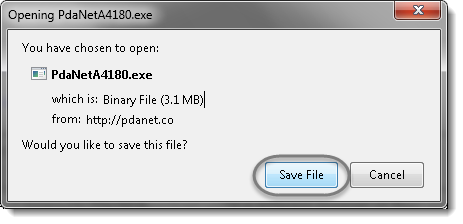 Opening PdaNetA4180.exe
You have chosen to open:
PdaNetA4180.exe
which is: Binary File (3.1 MB)
from: http://pdanet.co
Would you like to save this file?
Save File Cancel